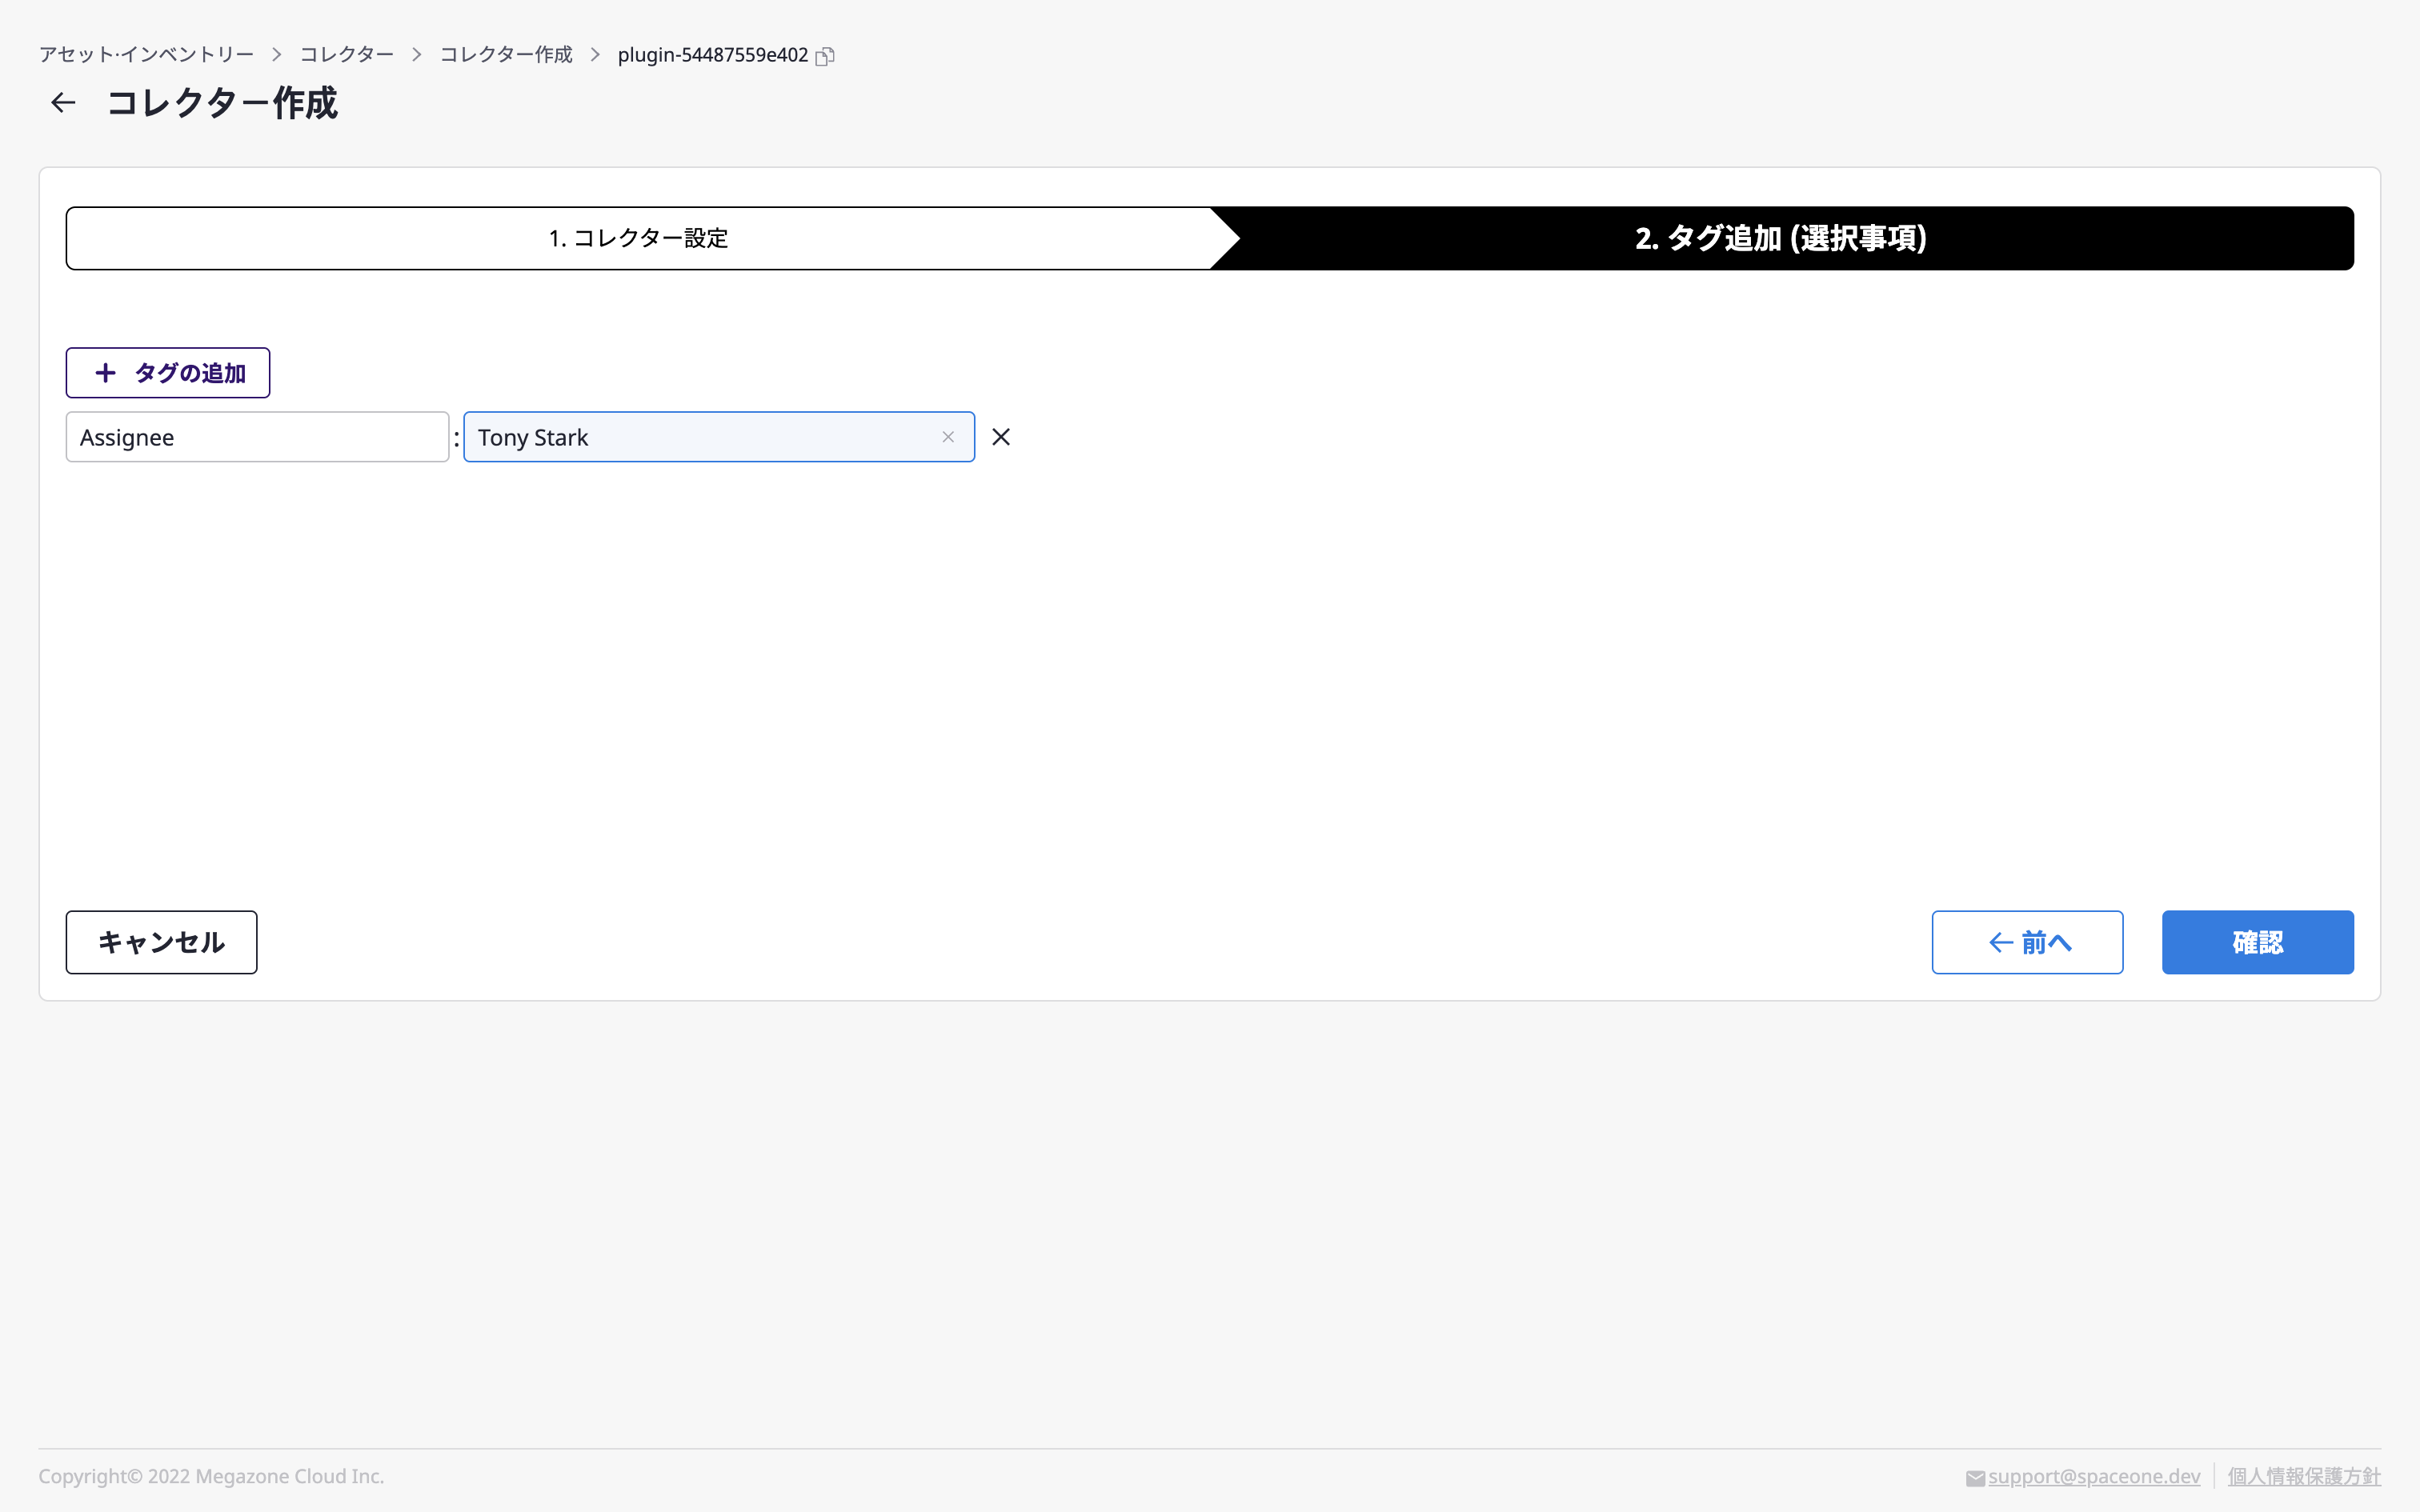 アセット·インベントリー > コレクター > コレクター作成 > plugin-54487559e402
コレクター作成
1. コレクター設定
2. タグ追加 (選択事項)
タグの追加
Assignee : Tony Stark
キャンセル
前へ
確認
Copyright© 2022 Megazone Cloud Inc.
support@spaceone.dev
個人情報保護方針